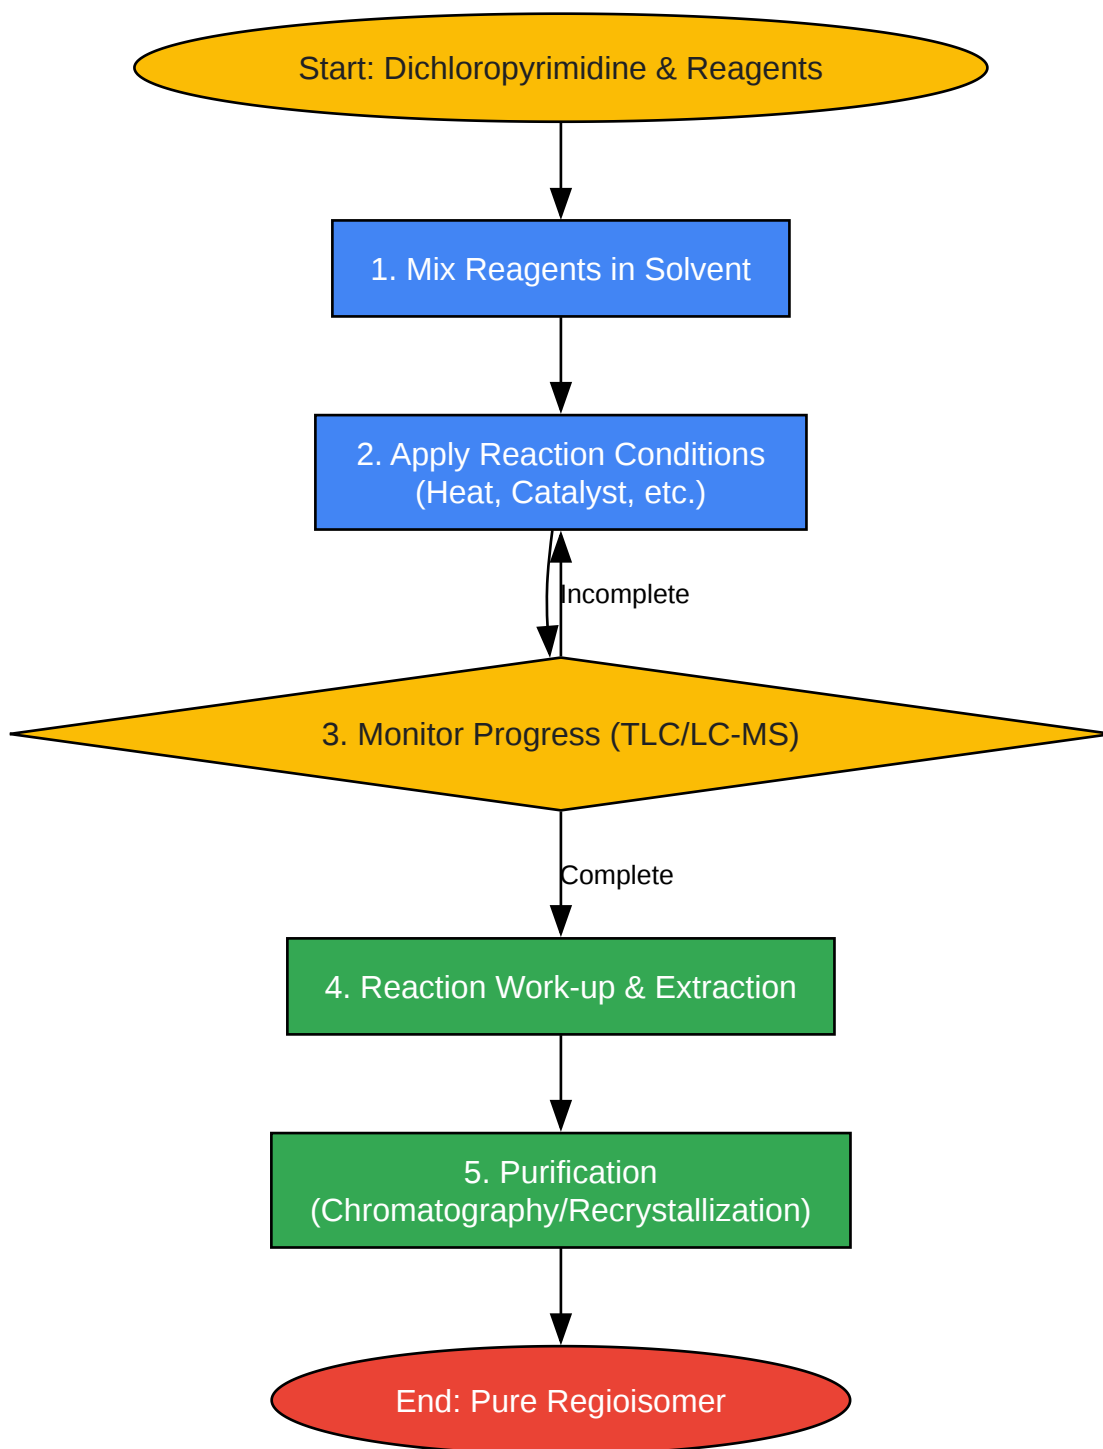 Start: Dichloropyrimidine & Reagents
1. Mix Reagents in Solvent
2. Apply Reaction Conditions
(Heat, Catalyst, etc.)
Incomplete
3. Monitor Progress (TLC/LC-MS)
Complete
4. Reaction Work-up & Extraction
5. Purification
(Chromatography/Recrystallization)
End: Pure Regioisomer